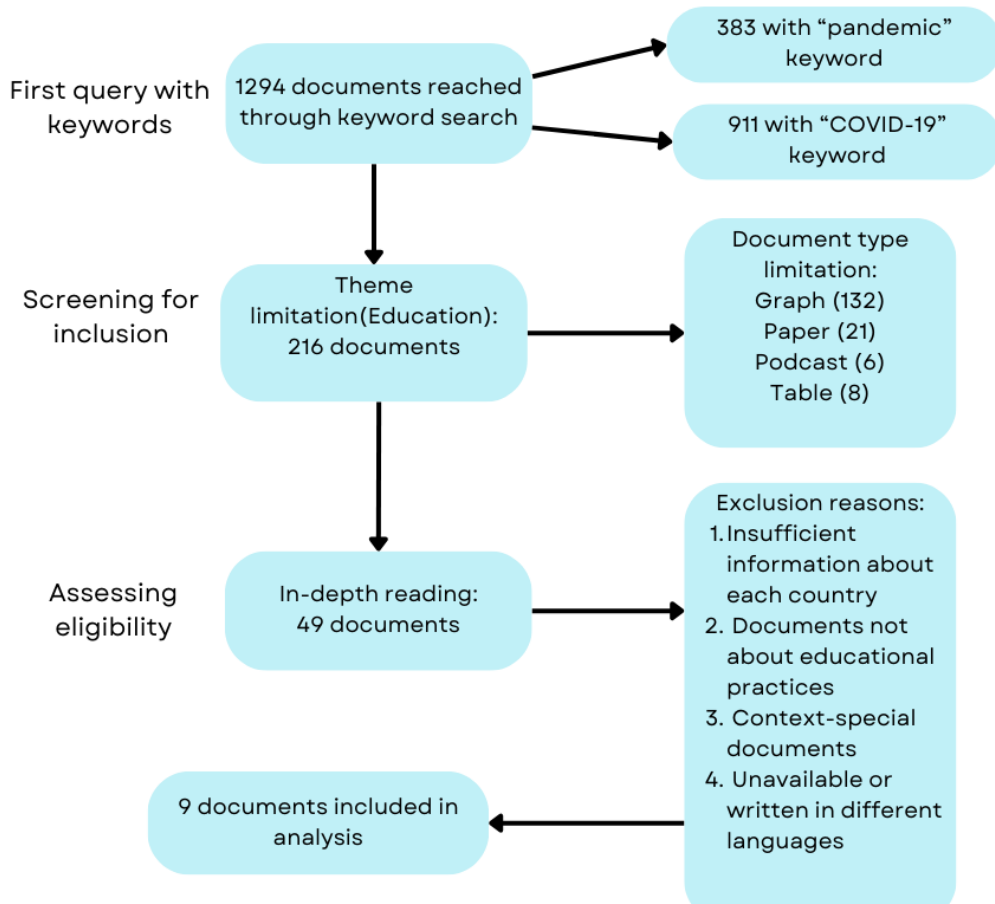 First query with
keywords
1294 documents reached
through keyword search
383 with “pandemic”
keyword
911 with “COVID-19”
keyword
Screening for
inclusion
Theme
limitation(Education):
216 documents
Document type
limitation:
Graph (132)
Paper (21)
Podcast (6)
Table (8)
Assessing
eligibility
In-depth reading:
49 documents
Exclusion reasons:
1. Insufficient
information about
each country
2. Documents not
about educational
practices
3. Context-special
documents
4. Unavailable or
written in different
languages
9 documents included in
analysis